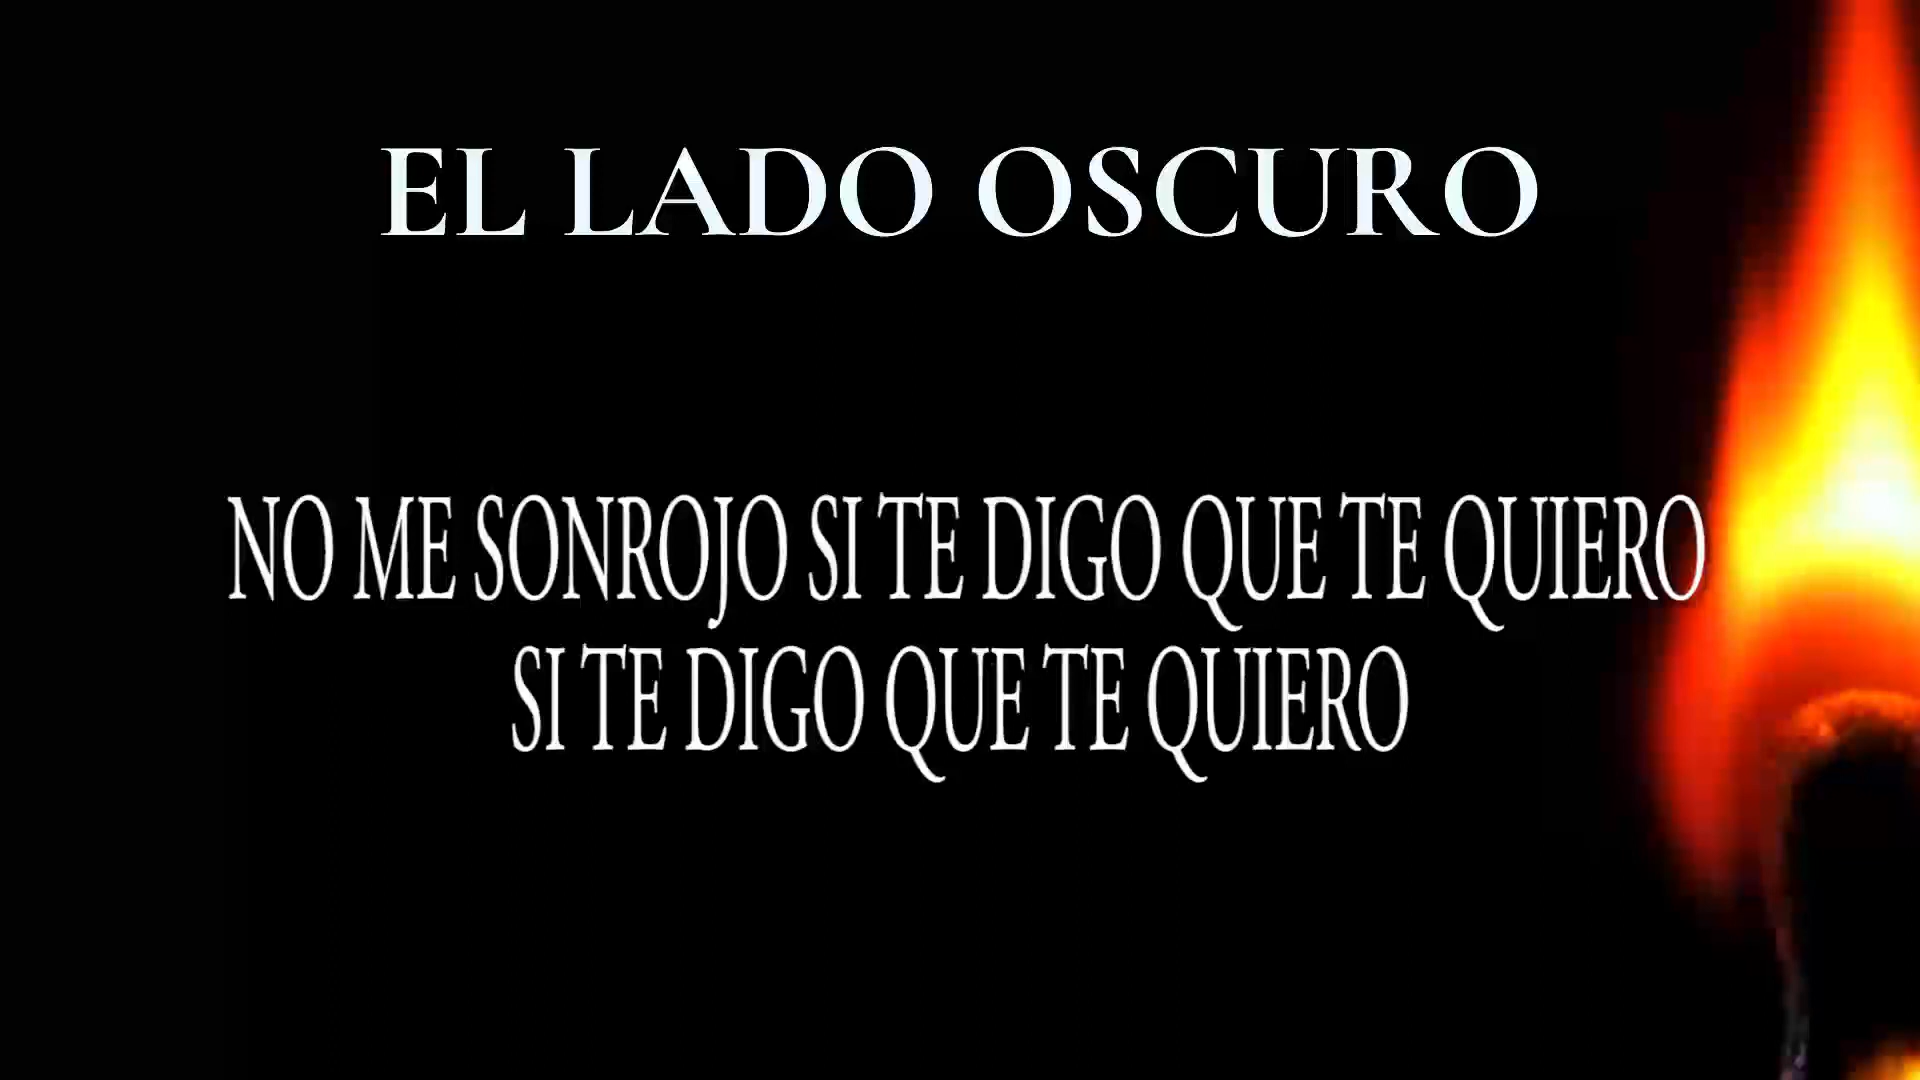 EL LADO OSCURO
NO ME SONROJO SI TE DIGO QUE TE QUIERO
SI TE DIGO QUE TE QUIERO